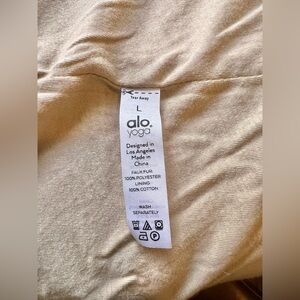 Tear Away
L
alo.
yoga
Designed in
Los Angeles
Made in
China
FAUX FUR:
100% POLYESTER
LINING:
100% COTTON
WASH
SEPARATELY